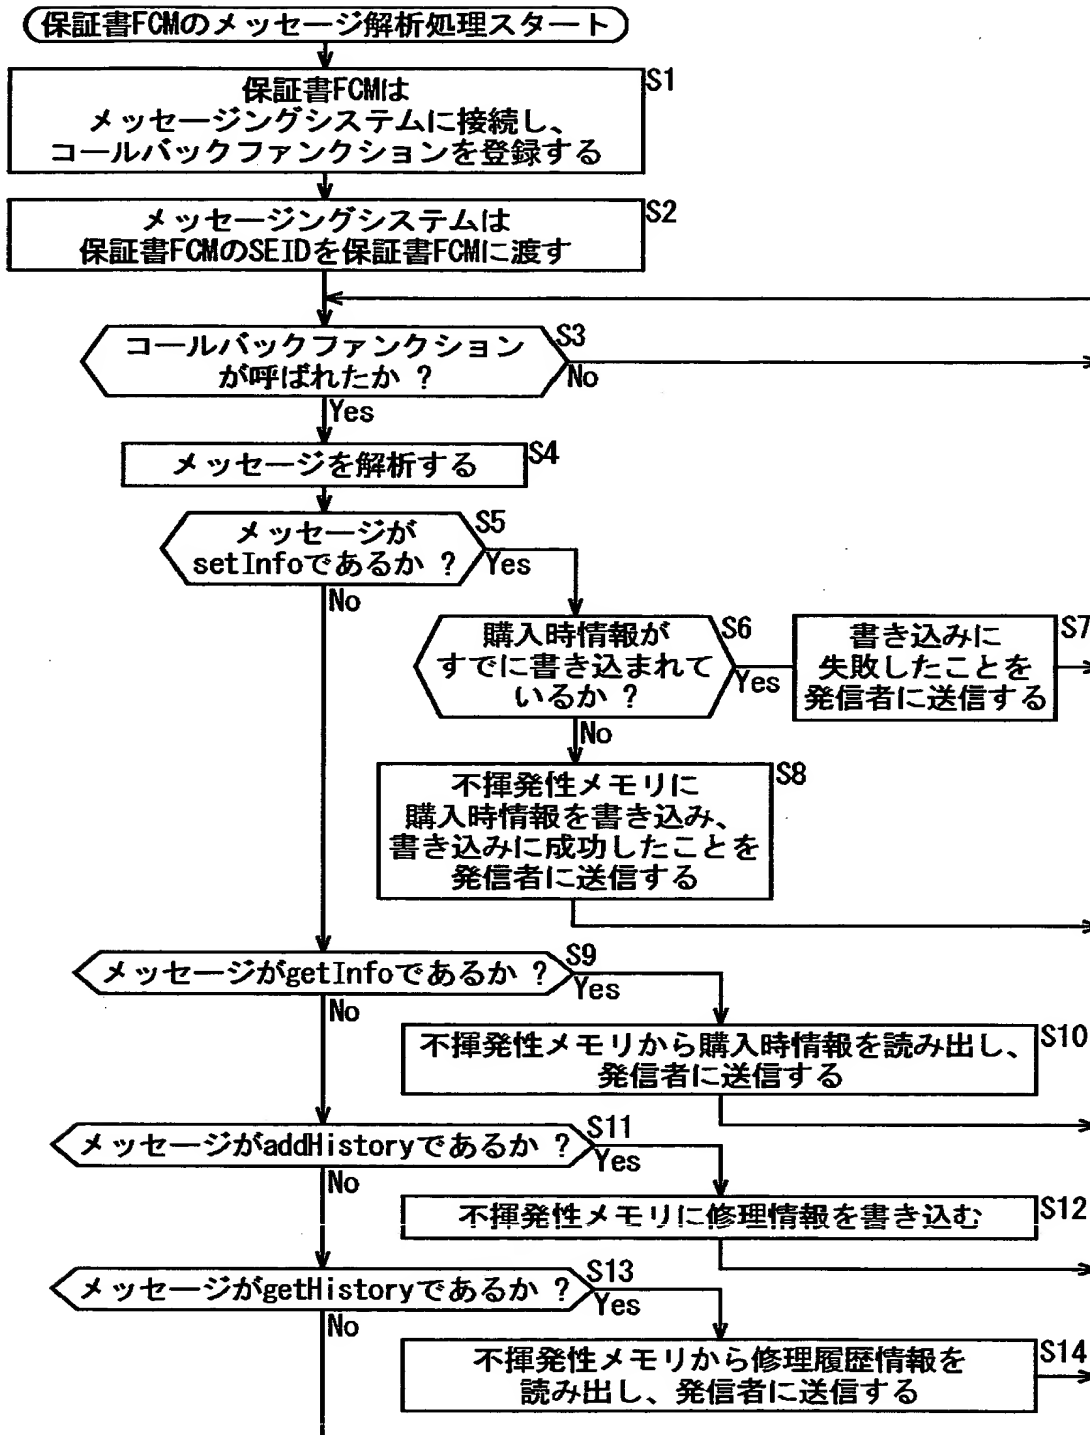 保証書FCMのメッセージ解析処理スタート
S1
保証書FCMは
メッセージングシステムに接続し、
コールバックファンクションを登録する
S2
メッセージングシステムは
保証書FCMのSEIDを保証書FCMに渡す
S3
コールバックファンクション
が呼ばれたか ?
No
Yes
S4
メッセージを解析する
S5
メッセージが
setInfoであるか ?
Yes
No
S6
購入時情報が
すでに書き込まれて
いるか ?
Yes
No
S7
書き込みに
失敗したことを
発信者に送信する
S8
不揮発性メモリに
購入時情報を書き込み、
書き込みに成功したことを
発信者に送信する
S9
メッセージがgetInfoであるか ?
Yes
No
S10
不揮発性メモリから購入時情報を読み出し、
発信者に送信する
S11
メッセージがaddHistoryであるか ?
Yes
No
S12
不揮発性メモリに修理情報を書き込む
S13
メッセージがgetHistoryであるか ?
Yes
No
S14
不揮発性メモリから修理履歴情報を
読み出し、発信者に送信する